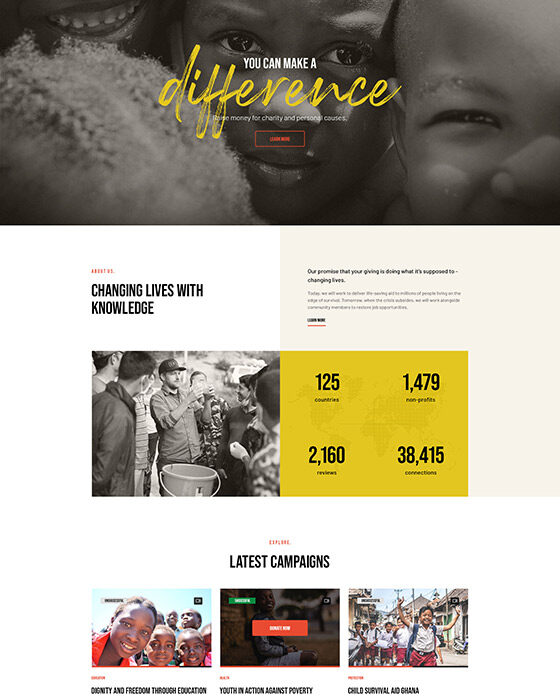 YOU CAN MAKE A
difference
Raise money for charity and personal causes.
LEARN MORE
ABOUT US.
CHANGING LIVES WITH
KNOWLEDGE
Our promise that your giving is doing what it's supposed to -
changing lives.
Today, we will work to deliver life-saving aid to millions of people living on the
edge of survival. Tomorrow, when the crisis subsides, we will work alongside
community members to restore job opportunities.
LEARN MORE
125
countries
1,479
non-profits
2,160
reviews
38,415
connections
EXPLORE.
LATEST CAMPAIGNS
UNSUCCESSFUL
SUCCESSFUL
UNSUCCESSFUL
DONATE NOW
EDUCATION
HEALTH
PROTECTION
DIGNITY AND FREEDOM THROUGH EDUCATION
YOUTH IN ACTION AGAINST POVERTY
CHILD SURVIVAL AID GHANA